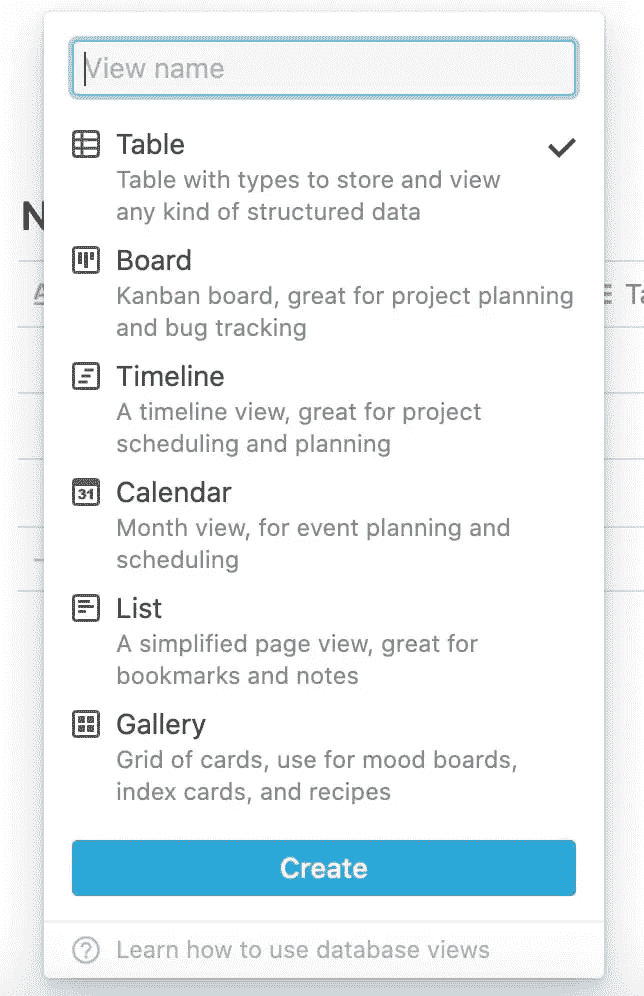 View name
Table
Table with types to store and view
any kind of structured data
N
Board
Kanban board, great for project planning
and bug tracking
Ta
Timeline
A timeline view, great for project
scheduling and planning
31
Calendar
Month view, for event planning and
scheduling
List
A simplified page view, great for
bookmarks and notes
Gallery
Grid of cards, use for mood boards,
index cards, and recipes
Create
? Learn how to use database views